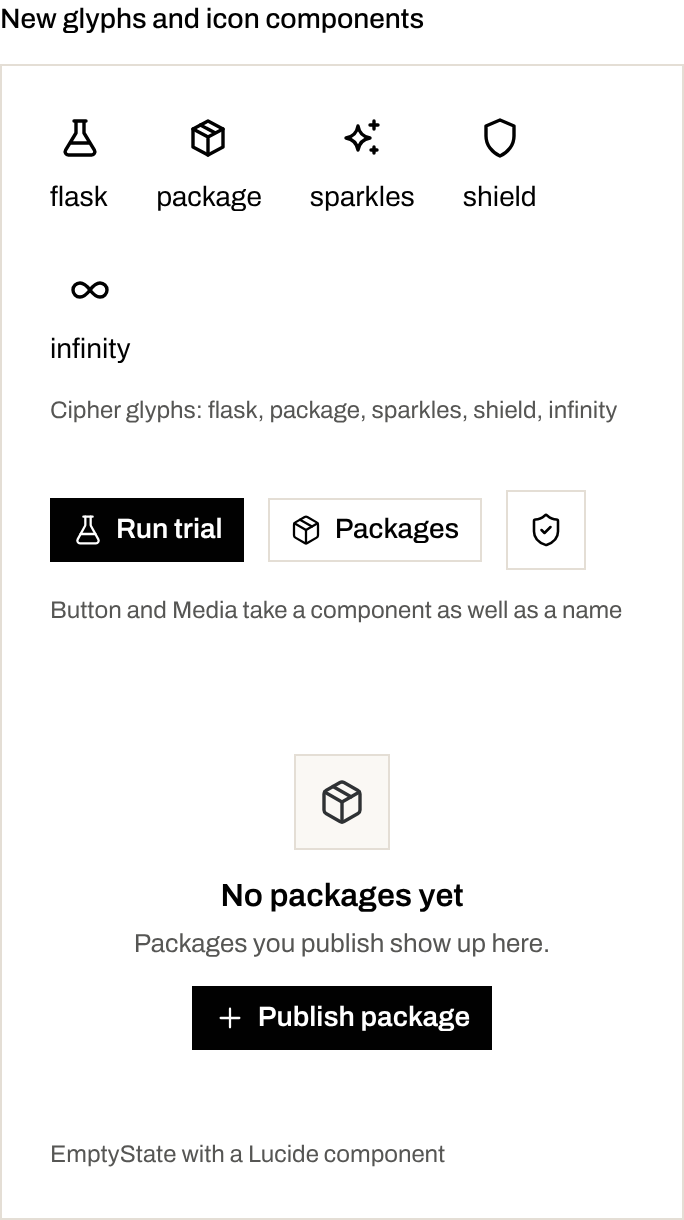 New glyphs and icon components
flask package sparkles shield
infinity
Cipher glyphs: flask, package, sparkles, shield, infinity
Run trial Packages
Button and Media take a component as well as a name
No packages yet
Packages you publish show up here.
Publish package
EmptyState with a Lucide component